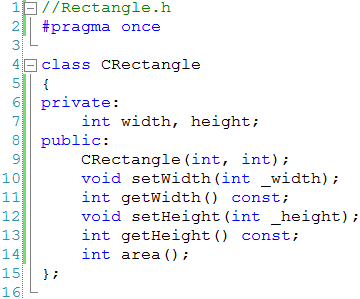 1 //Rectangle.h
2 #pragma once
3
4 class CRectangle
5 {
6 private:
7     int width, height;
8 public:
9     CRectangle(int, int);
10     void setWidth(int _width);
11     int getWidth() const;
12     void setHeight(int _height);
13     int getHeight() const;
14     int area();
15 };
16